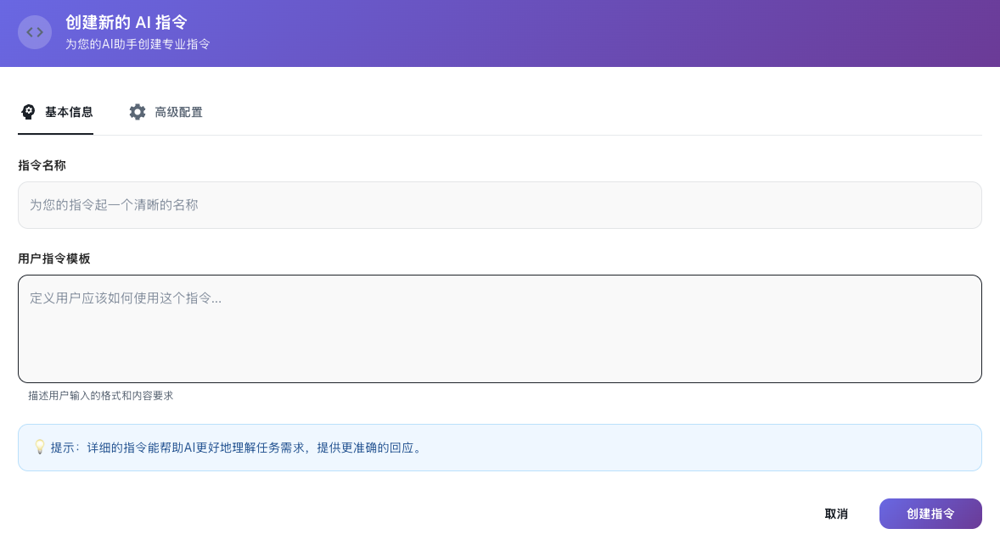 创建新的 AI 指令
为您的AI助手创建专业指令
基本信息
高级配置
指令名称
为您的指令起一个清晰的名称
用户指令模板
定义用户应该如何使用这个指令...
描述用户输入的格式和内容要求
💡 提示：详细的指令能帮助AI更好地理解任务需求，提供更准确的回应。
取消
创建指令